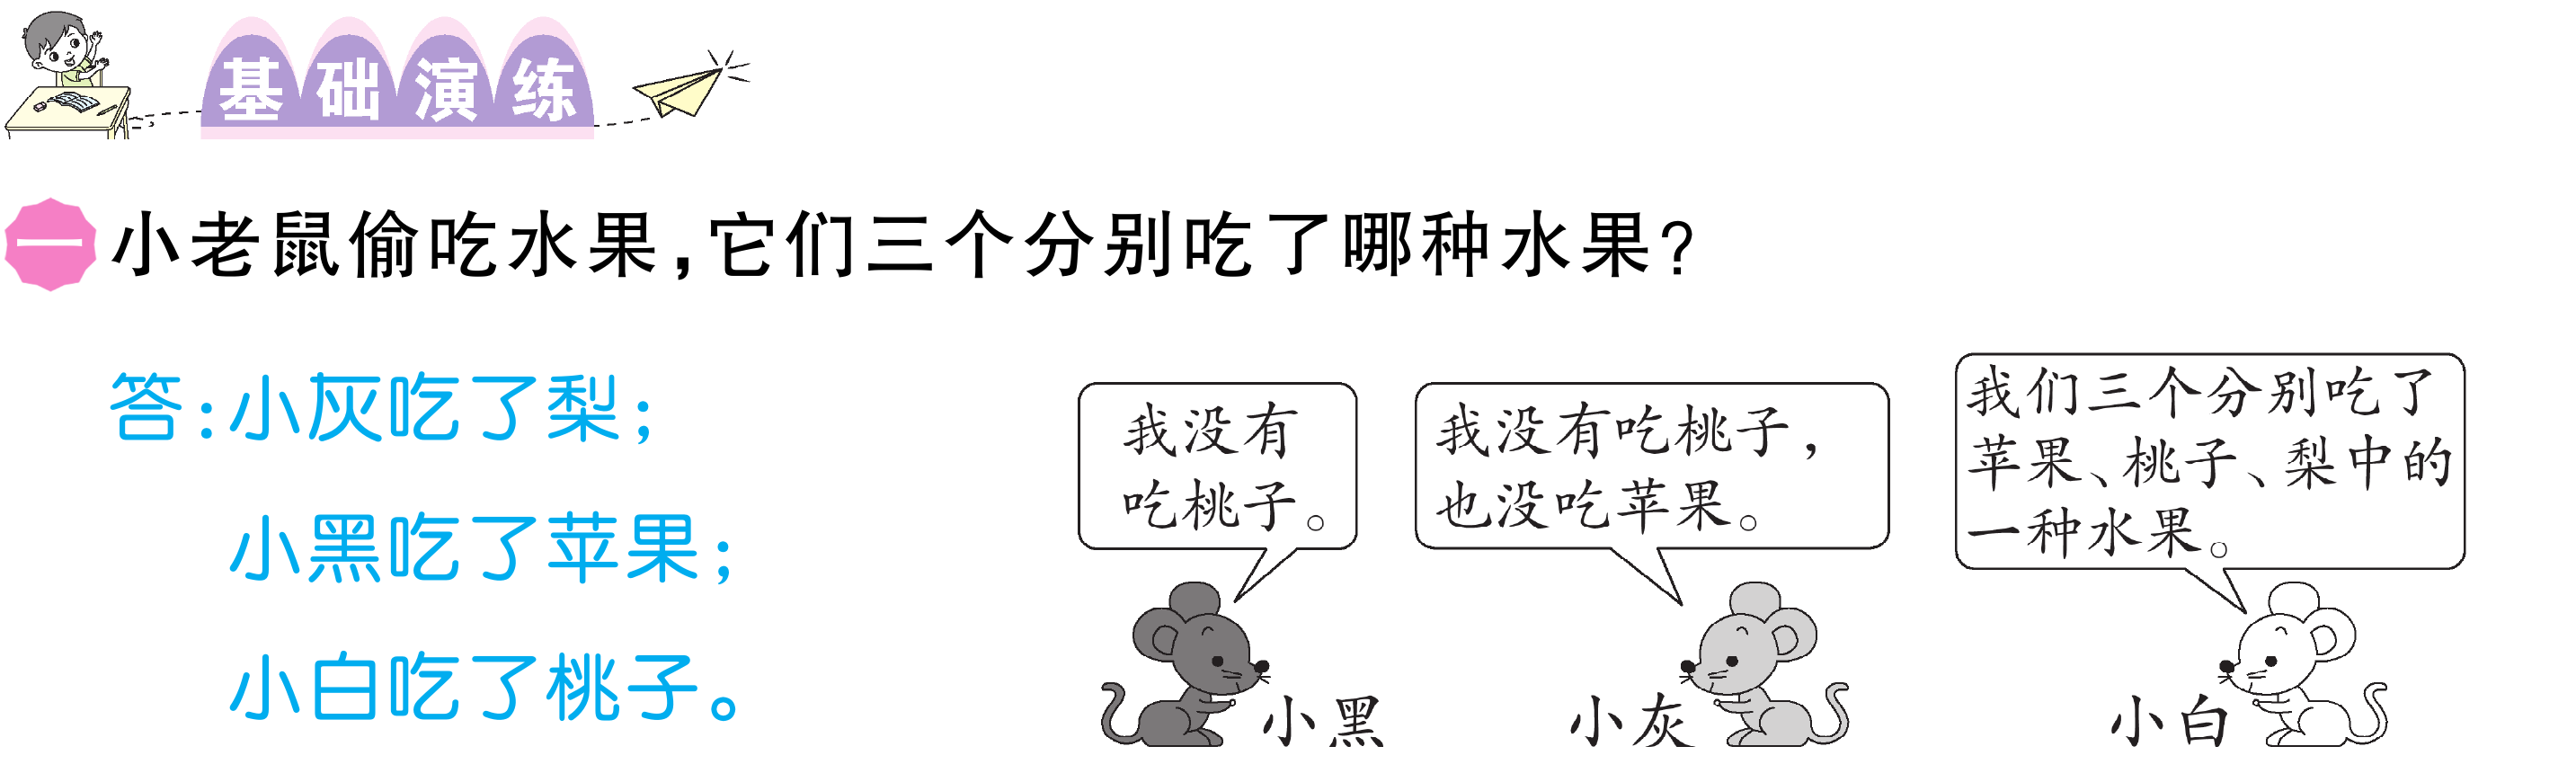 基础演练
一 小老鼠偷吃水果，它们三个分别吃了哪种水果？
答：小灰吃了梨；
小黑吃了苹果；
小白吃了桃子。
我没有
吃桃子。
小黑
我没有吃桃子，
也没吃苹果。
小灰
我们三个分别吃了
苹果、桃子、梨中的
一种水果。
小白